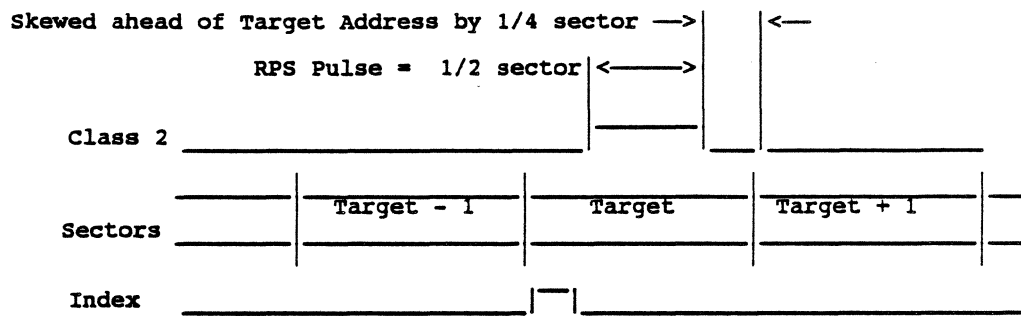 Skewed ahead of Target Address by 1/4 sector
RPS Pulse = 1/2 sector
Class 2
Target - 1 Target Target + 1
Sectors
Index